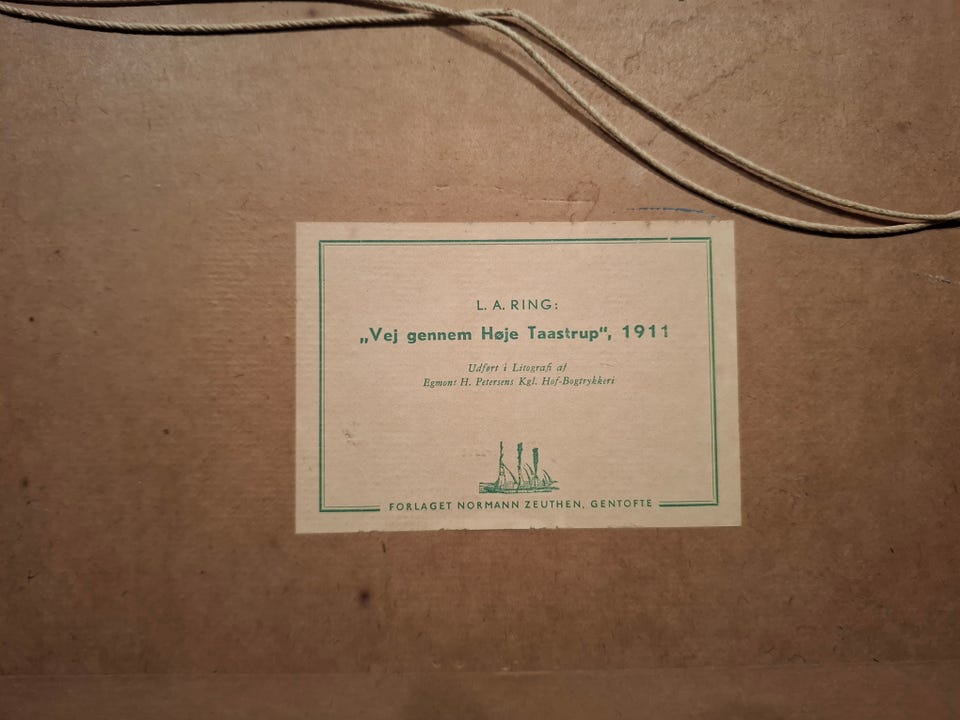 L. A. RING:
„Vej gennem Høje Taastrup“, 1911
Udført i Litografi af
Egmont H. Petersens Kgl. Hof-Bogtrykkeri
FORLAGET NORMANN ZEUTHEN, GENTOFTE